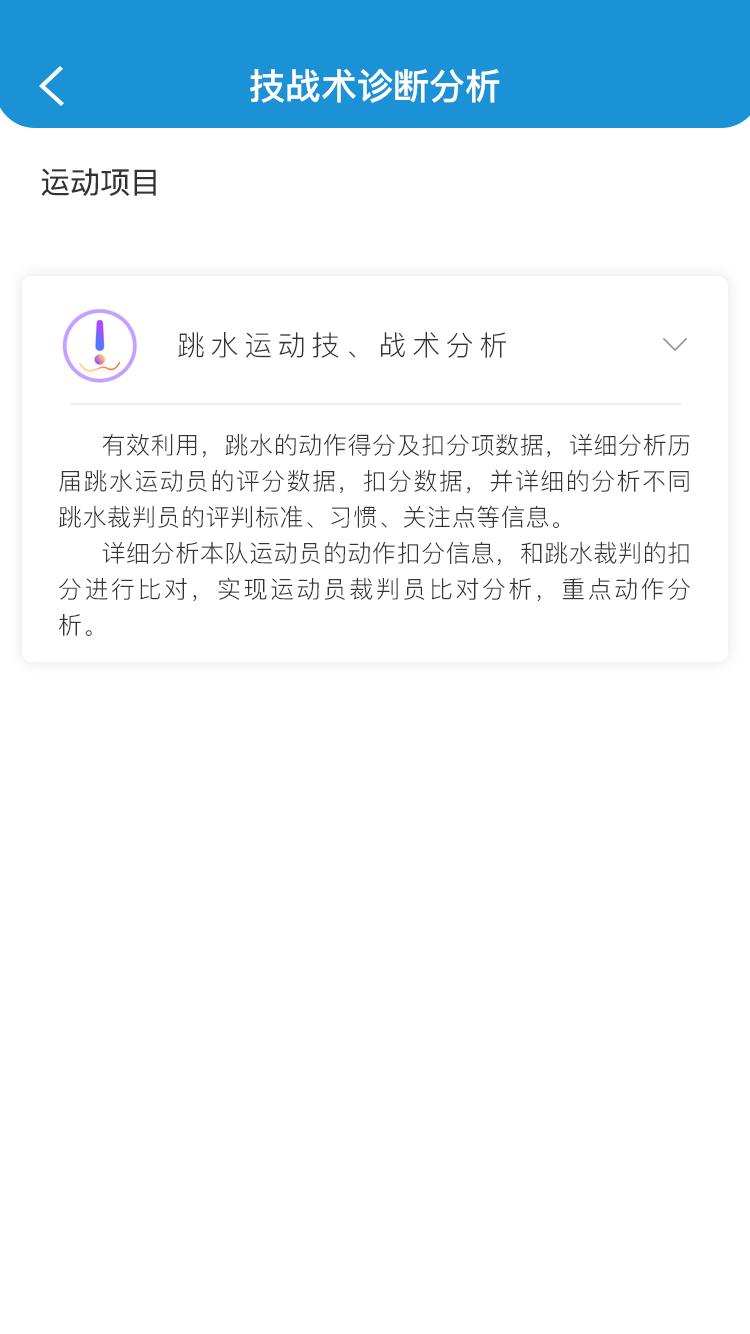 技战术诊断分析
运动项目
跳水运动技、战术分析
有效利用，跳水的动作得分及扣分项数据，详细分析历
届跳水运动员的评分数据，扣分数据，并详细的分析不同
跳水裁判员的评判标准、习惯、关注点等信息。
详细分析本队运动员的动作扣分信息，和跳水裁判的扣
分进行比对，实现运动员裁判员比对分析，重点动作分
析。